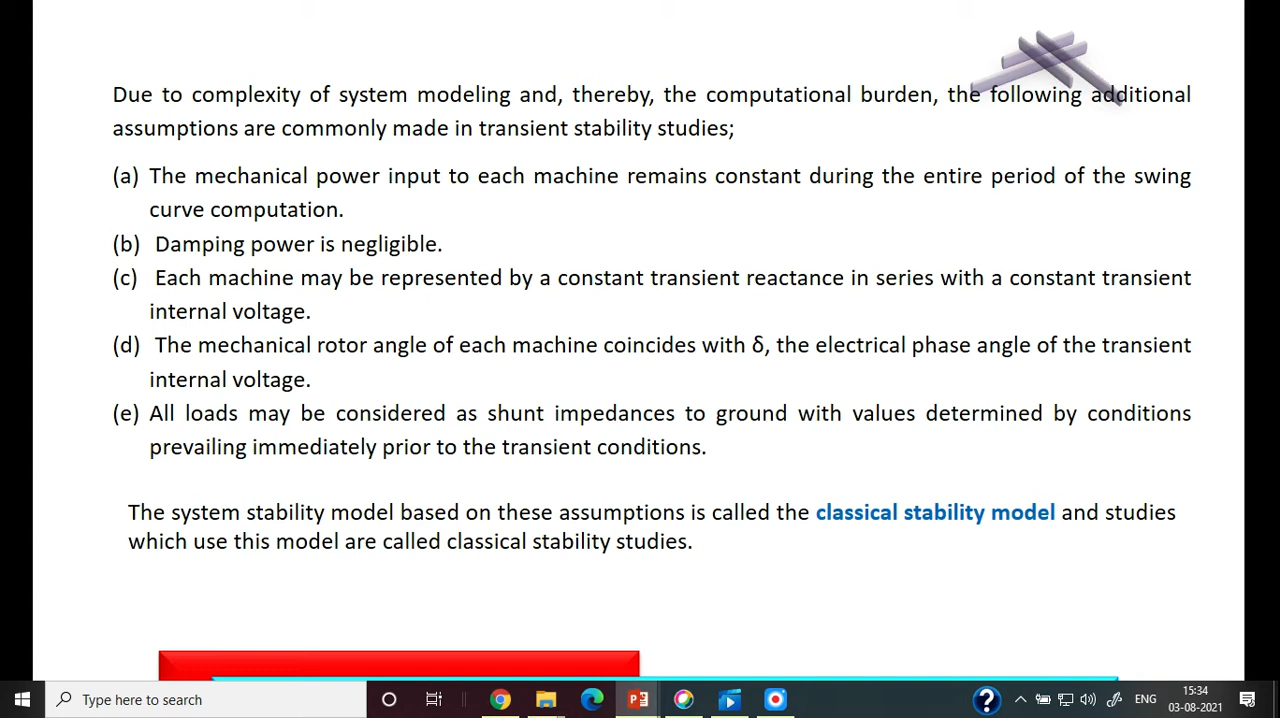 Due to complexity of system modeling and, thereby, the computational burden, the following additional
assumptions are commonly made in transient stability studies;
(a) The mechanical power input to each machine remains constant during the entire period of the swing
curve computation.
(b) Damping power is negligible.
(c) Each machine may be represented by a constant transient reactance in series with a constant transient
internal voltage.
(d) The mechanical rotor angle of each machine coincides with δ, the electrical phase angle of the transient
internal voltage.
(e) All loads may be considered as shunt impedances to ground with values determined by conditions
prevailing immediately prior to the transient conditions.
The system stability model based on these assumptions is called the classical stability model and studies
which use this model are called classical stability studies.
Type here to search
ENG
15:34
03-08-2021